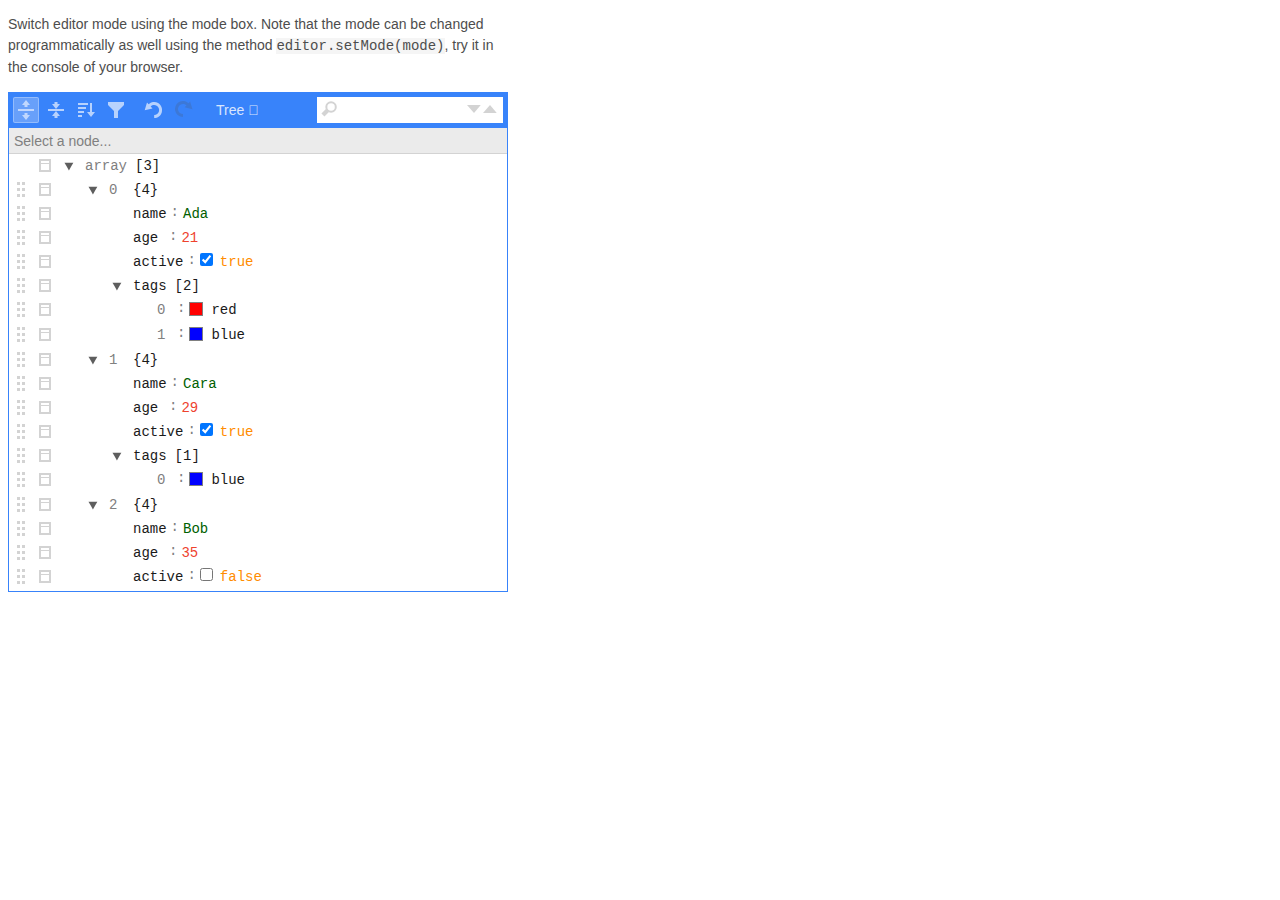 Switch editor mode using the mode box. Note that the mode can be changed
programmatically as well using the method editor.setMode(mode), try it in
the console of your browser.
Tree
Select a node...
array [3]
0 {4}
name : Ada
age : 21
active : true
tags [2]
0 : red
1 : blue
1 {4}
name : Cara
age : 29
active : true
tags [1]
0 : blue
2 {4}
name : Bob
age : 35
active : false